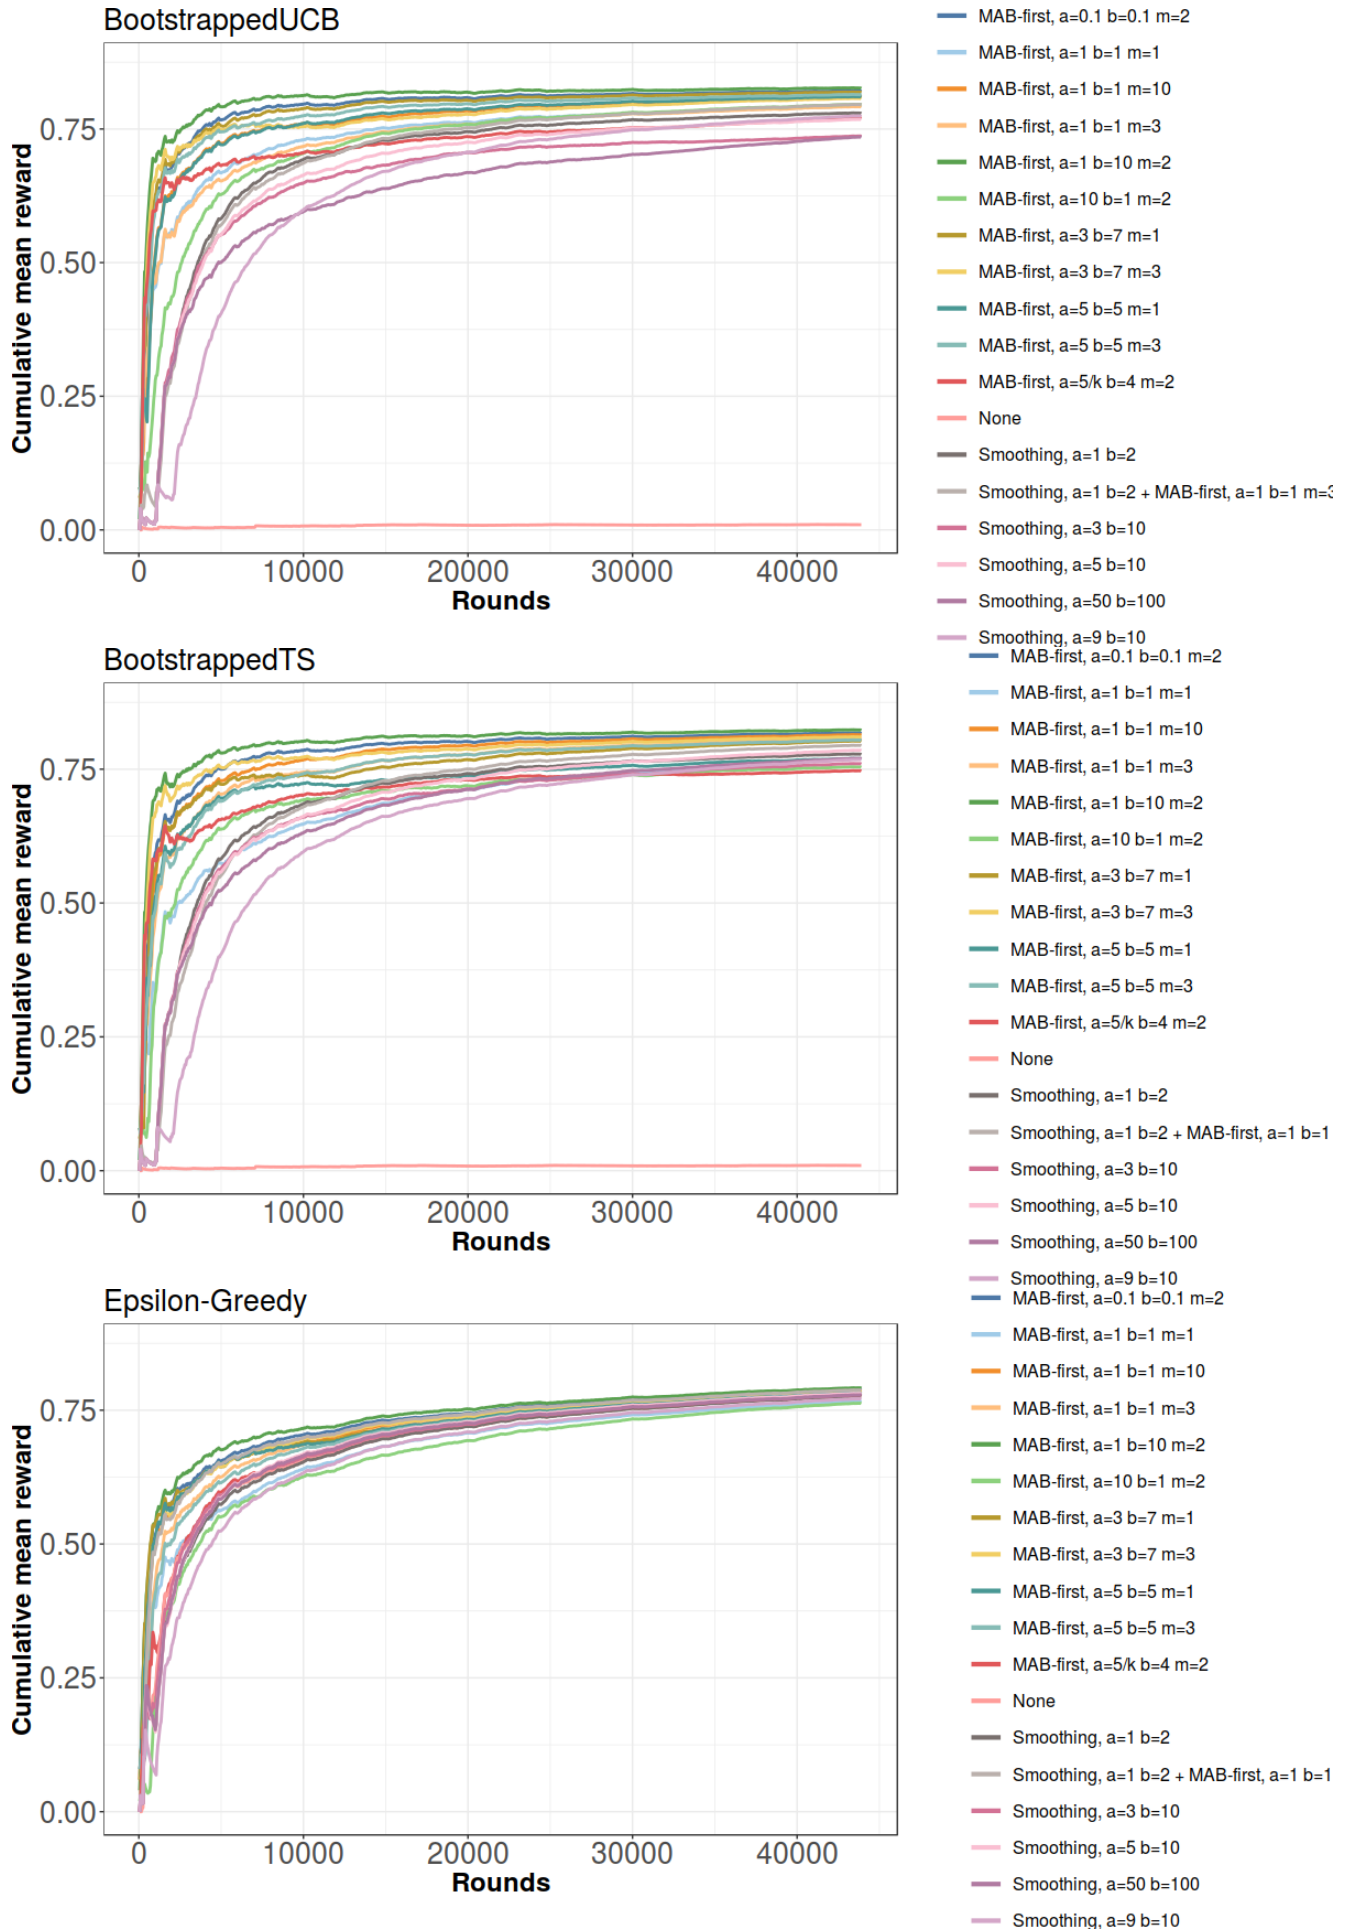 BootstrappedUCB
Cumulative mean reward
0.75
0.50
0.25
0.00
0 10000 20000 30000 40000
Rounds
MAB-first, a=0.1 b=0.1 m=2
MAB-first, a=1 b=1 m=1
MAB-first, a=1 b=1 m=10
MAB-first, a=1 b=1 m=3
MAB-first, a=1 b=10 m=2
MAB-first, a=10 b=1 m=2
MAB-first, a=3 b=7 m=1
MAB-first, a=3 b=7 m=3
MAB-first, a=5 b=5 m=1
MAB-first, a=5 b=5 m=3
MAB-first, a=5/k b=4 m=2
None
Smoothing, a=1 b=2
Smoothing, a=1 b=2 + MAB-first, a=1 b=1 m=3
Smoothing, a=3 b=10
Smoothing, a=5 b=10
Smoothing, a=50 b=100
Smoothing, a=9 b=10
BootstrappedTS
Cumulative mean reward
0.75
0.50
0.25
0.00
0 10000 20000 30000 40000
Rounds
MAB-first, a=0.1 b=0.1 m=2
MAB-first, a=1 b=1 m=1
MAB-first, a=1 b=1 m=10
MAB-first, a=1 b=1 m=3
MAB-first, a=1 b=10 m=2
MAB-first, a=10 b=1 m=2
MAB-first, a=3 b=7 m=1
MAB-first, a=3 b=7 m=3
MAB-first, a=5 b=5 m=1
MAB-first, a=5 b=5 m=3
MAB-first, a=5/k b=4 m=2
None
Smoothing, a=1 b=2
Smoothing, a=1 b=2 + MAB-first, a=1 b=1
Smoothing, a=3 b=10
Smoothing, a=5 b=10
Smoothing, a=50 b=100
Smoothing, a=9 b=10
Epsilon-Greedy
Cumulative mean reward
0.75
0.50
0.25
0.00
0 10000 20000 30000 40000
Rounds
MAB-first, a=0.1 b=0.1 m=2
MAB-first, a=1 b=1 m=1
MAB-first, a=1 b=1 m=10
MAB-first, a=1 b=1 m=3
MAB-first, a=1 b=10 m=2
MAB-first, a=10 b=1 m=2
MAB-first, a=3 b=7 m=1
MAB-first, a=3 b=7 m=3
MAB-first, a=5 b=5 m=1
MAB-first, a=5 b=5 m=3
MAB-first, a=5/k b=4 m=2
None
Smoothing, a=1 b=2
Smoothing, a=1 b=2 + MAB-first, a=1 b=1
Smoothing, a=3 b=10
Smoothing, a=5 b=10
Smoothing, a=50 b=100
Smoothing, a=9 b=10